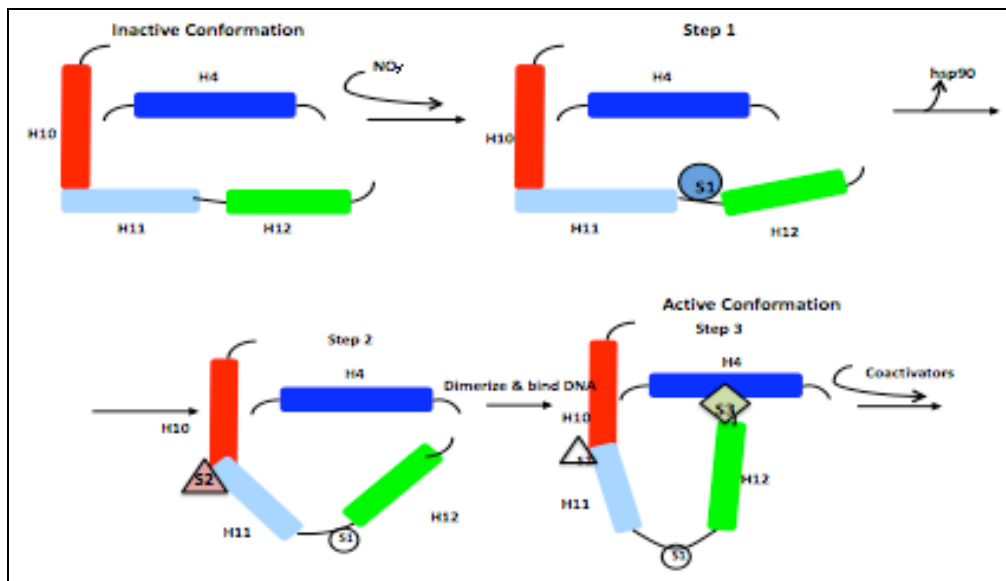 Inactive Conformation
H4
H10
H11
H12
NOy
Step 1
H4
H10
S1
H11
H12
hsp90
Step 2
H4
H10
S2
H11
S1
H12
Dimerize & bind DNA
Active Conformation
Step 3
H4
H10
S3
H11
H12
S1
Coactivators